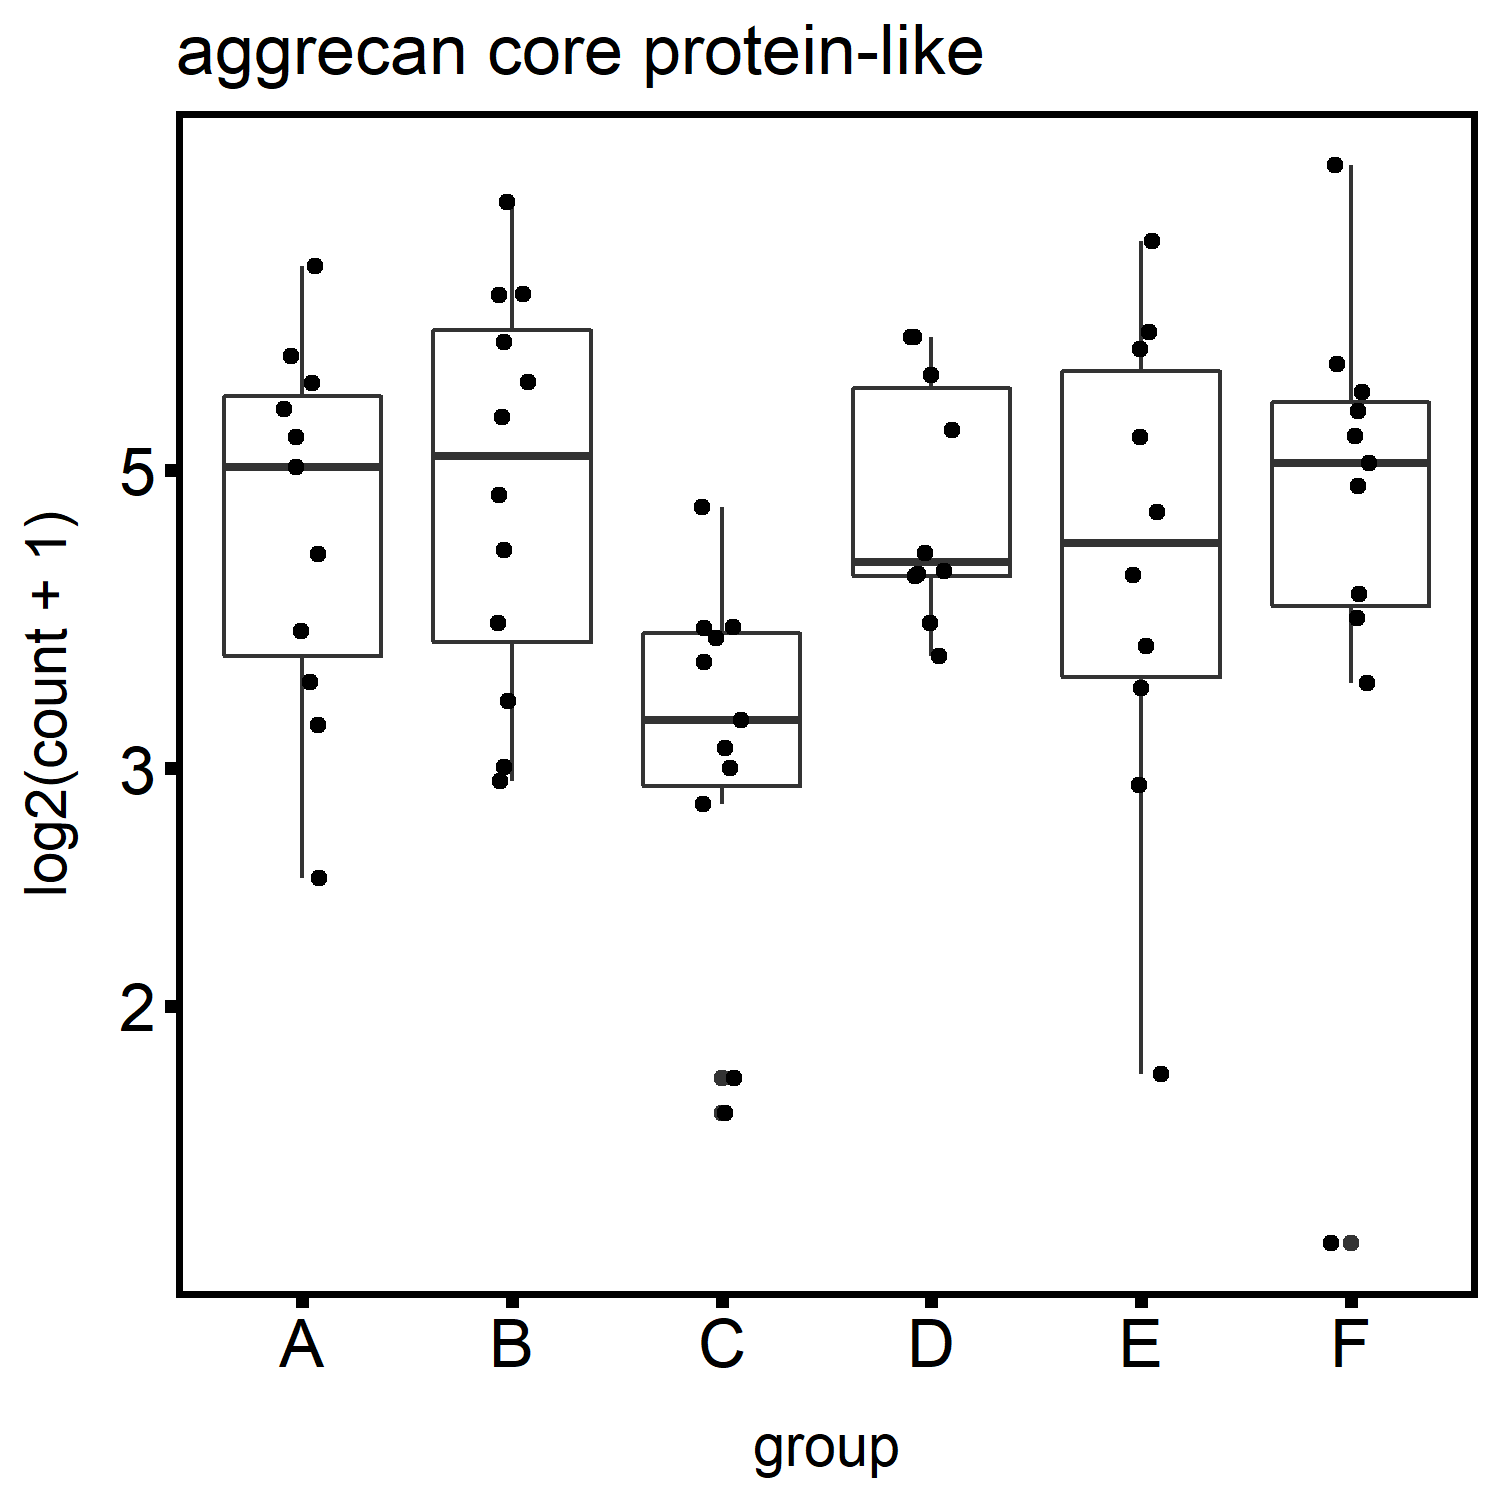 aggrecan core protein-like
log2(count + 1)
5
3
2
A B C D E F
group